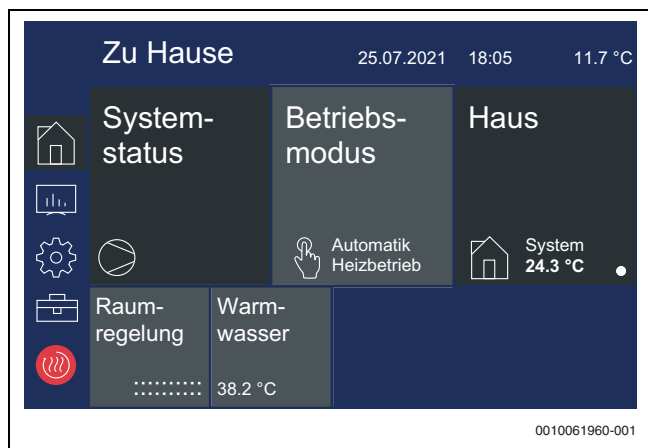 Zu Hause 25.07.2021 18:05 11.7 °C
System-
status
Betriebs-
modus
Automatik
Heizbetrieb
Haus
System
24.3 °C
Raum-
regelung
Warm-
wasser
38.2 °C
0010061960-001